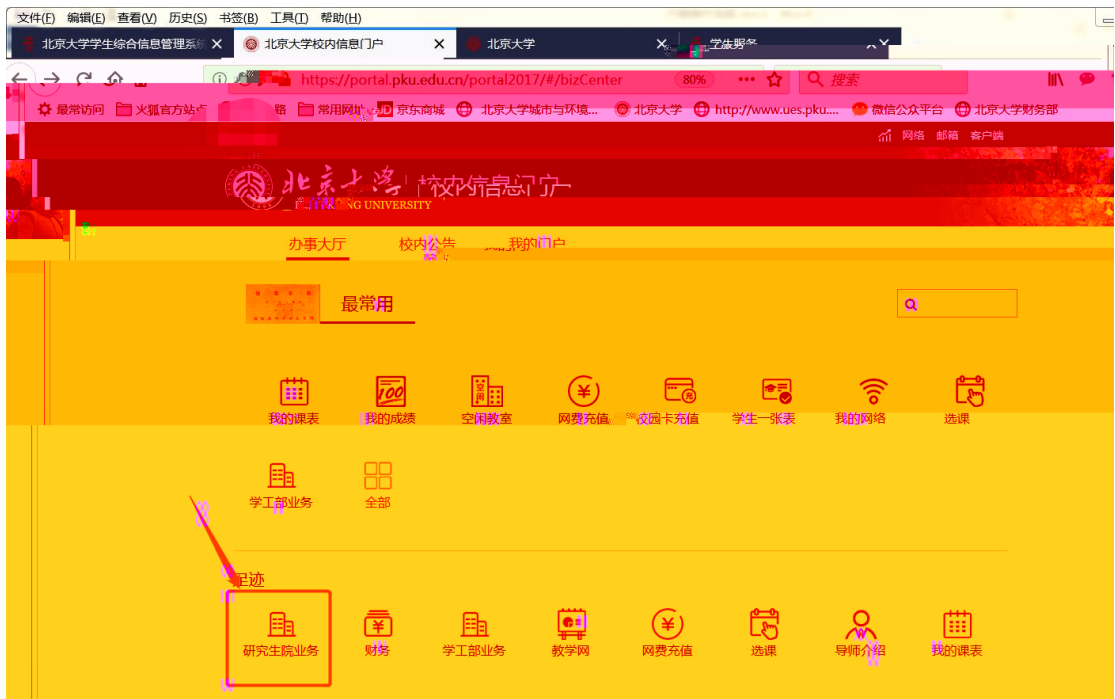 文件(F) 编辑(E) 查看(V) 历史(S) 书签(B) 工具(T) 帮助(H)
北京大学学生综合信息管理系统 × 北京大学校内信息门户 × 北京大学 ×
https://portal.pku.edu.cn/portal2017/#/bizCenter 80% ··· 搜索
最常访问 火狐官方站点 常用网址 JD 京东商城 北京大学城市与环境... 北京大学 http://www.ues.pku.... 微信公众平台 北京大学财务部
网络 邮箱 客户端
北京大学 校内信息门户
UNIVERSITY
办事大厅 校内公告 我的门户
最常用
我的课表 我的成绩 空闲教室 网费充值 校园卡充值 学生一张表 我的网络 选课
学工部业务 全部
足迹
研究生院业务 财务 学工部业务 教学网 网费充值 选课 导师介绍 我的课表